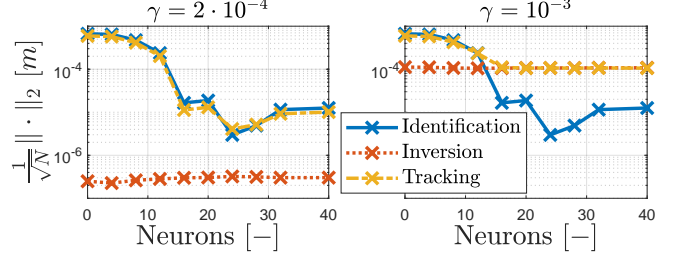 γ = 2 · 10⁻⁴
γ = 10⁻³
1/√N ‖ · ‖₂ [m]
10⁻⁴
10⁻⁶
0 10 20 30 40
Neurons [−]
10⁻⁴
Identification
Inversion
Tracking
0 10 20 30 40
Neurons [−]